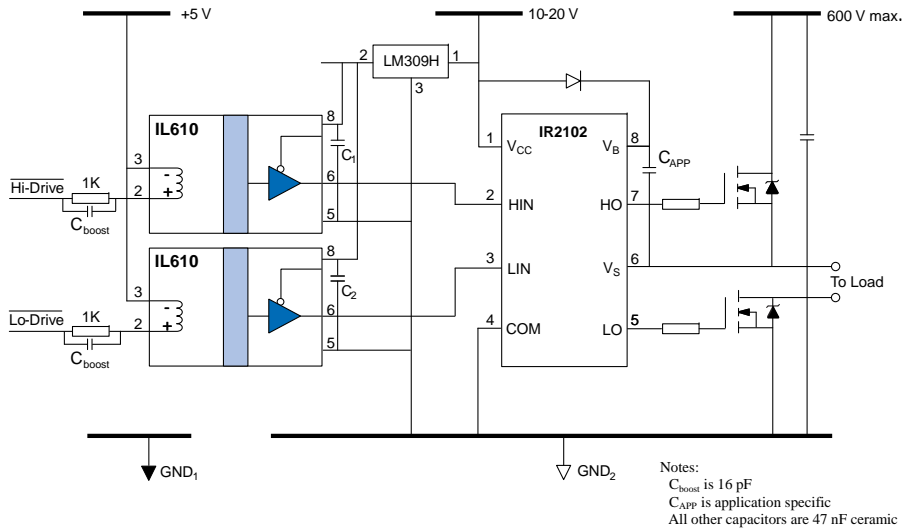 +5 V
10-20 V
600 V max.
2
LM309H
1
3
IL610
8
IR2102
1
VCC
VB
8
C1
CAPP
3
-
Hi-Drive
1K
2
+
6
2
HIN
HO
7
Cboost
5
IL610
8
3
LIN
VS
6
C2
To Load
3
-
Lo-Drive
1K
2
+
6
4
COM
LO
5
Cboost
5
GND1
GND2
Notes:
Cboost is 16 pF
CAPP is application specific
All other capacitors are 47 nF ceramic